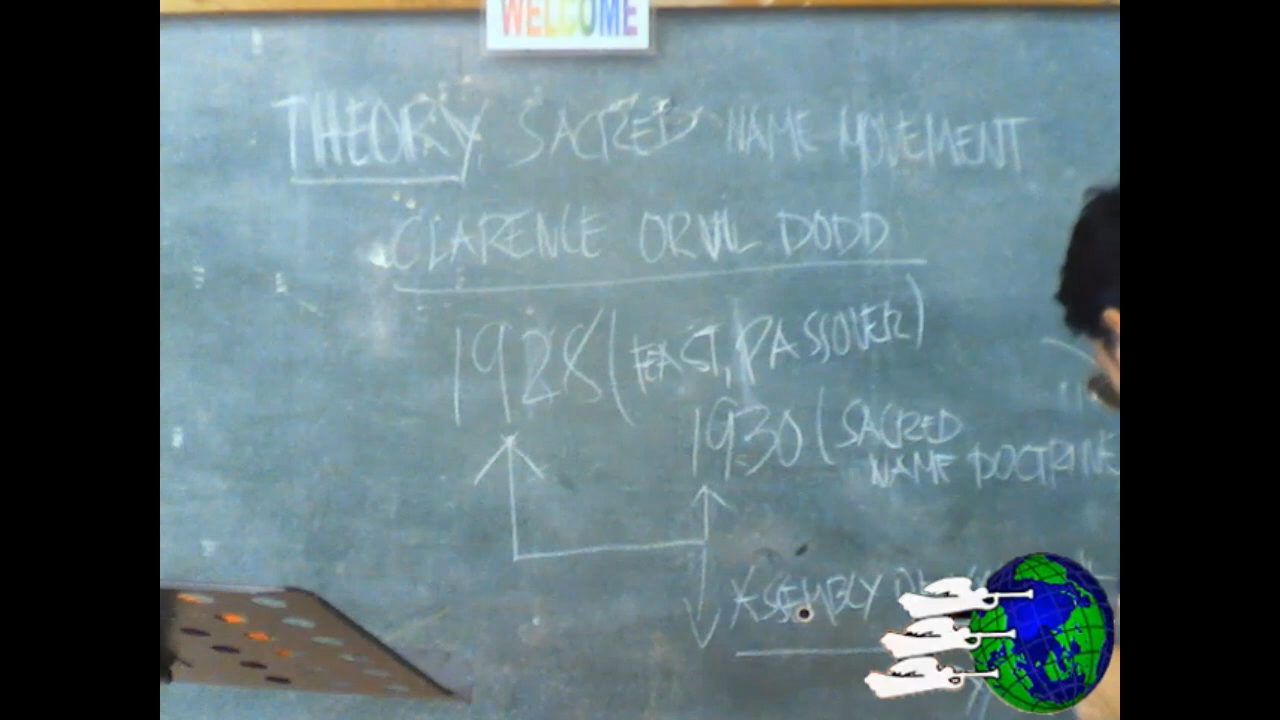 WELCOME
THEORY, SACRED NAME MOVEMENT
CLARENCE ORVIL DODD
1928 (FEAST, PASSOVER)
1930 (SACRED
NAME DOCTRINE
ASSEMBLY